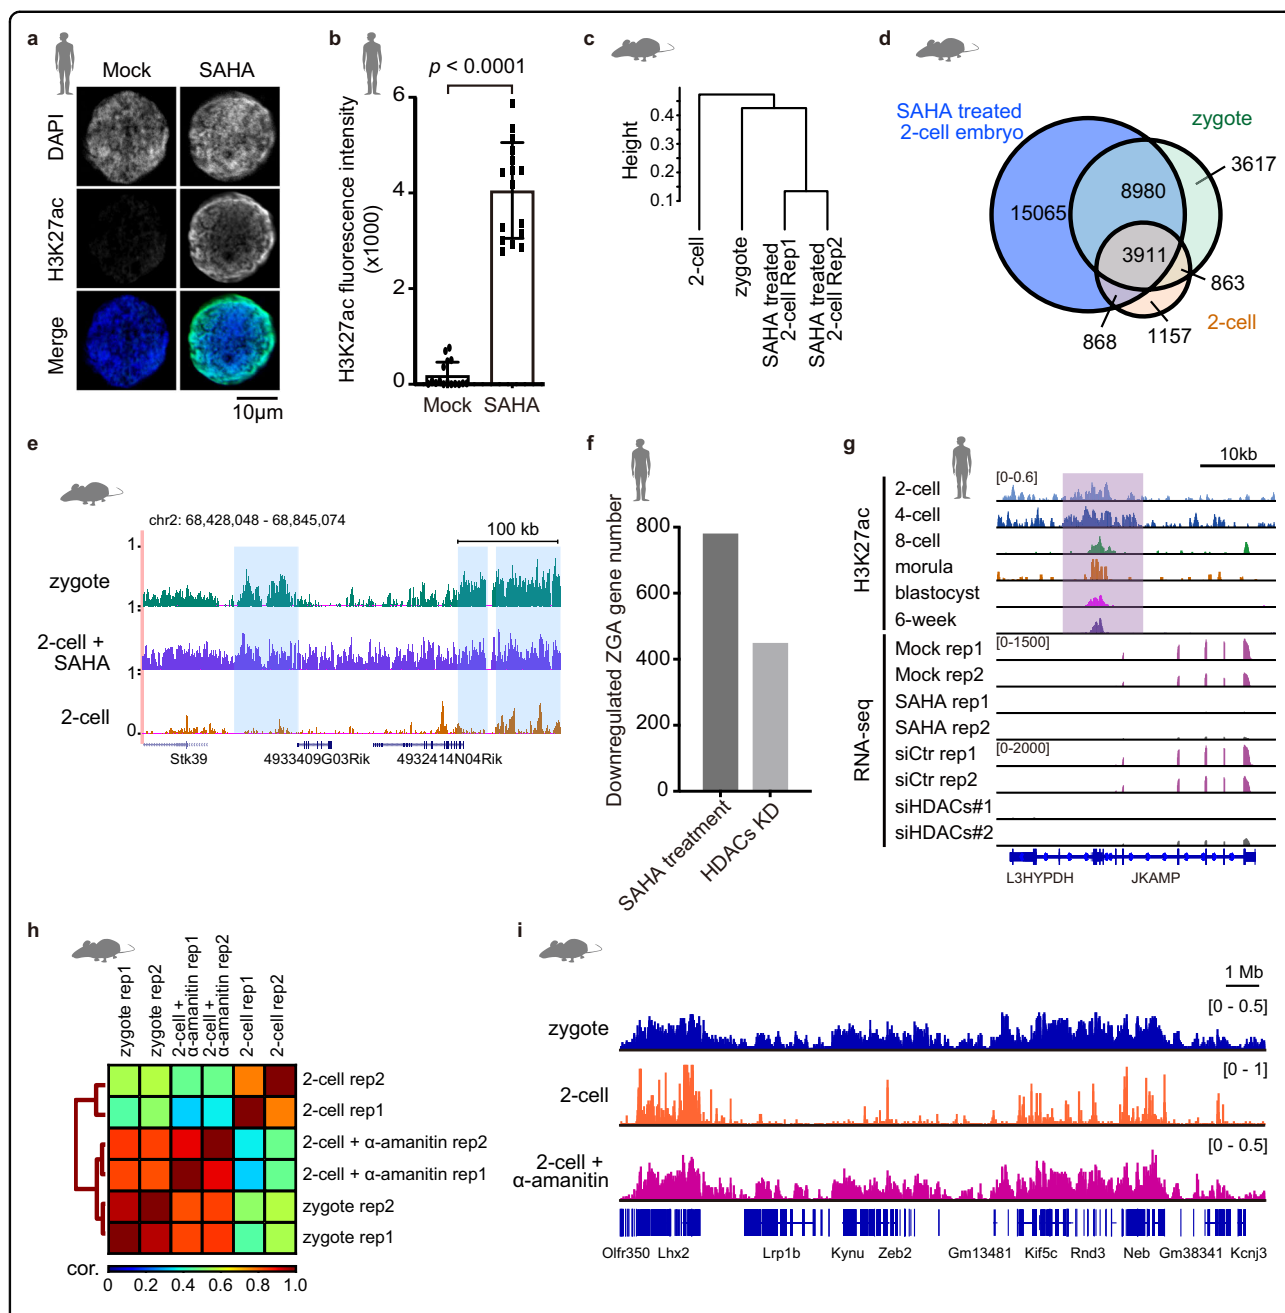 a
Mock
SAHA
DAPI
H3K27ac
Merge
10µm
b
p < 0.0001
H3K27ac fluorescence intensity
(x1000)
6
4
2
0
Mock
SAHA
c
Height
0.4
0.3
0.2
0.1
2-cell
zygote
SAHA treated
2-cell Rep1
SAHA treated
2-cell Rep2
d
SAHA treated
2-cell embryo
zygote
3617
8980
15065
3911
863
868
1157
2-cell
e
chr2: 68,428,048 - 68,845,074
100 kb
1
zygote
1
2-cell +
SAHA
1
2-cell
0
Stk39
4933409G03Rik
4932414N04Rik
f
Downregulated ZGA gene number
800
600
400
200
0
SAHA treatment
HDACs KD
g
10kb
H3K27ac
[0-0.6]
2-cell
4-cell
8-cell
morula
blastocyst
6-week
RNA-seq
[0-1500]
Mock rep1
Mock rep2
SAHA rep1
SAHA rep2
[0-2000]
siCtr rep1
siCtr rep2
siHDACs#1
siHDACs#2
L3HYPDH
JKAMP
h
zygote rep1
zygote rep2
2-cell +
α-amanitin rep1
2-cell +
α-amanitin rep2
2-cell rep1
2-cell rep2
2-cell rep2
2-cell rep1
2-cell + α-amanitin rep2
2-cell + α-amanitin rep1
zygote rep2
zygote rep1
cor.
0 0.2 0.4 0.6 0.8 1.0
i
1 Mb
[0 - 0.5]
zygote
[0 - 1]
2-cell
[0 - 0.5]
2-cell +
α-amanitin
Olfr350 Lhx2 Lrp1b Kynu Zeb2 Gm13481 Kif5c Rnd3 Neb Gm38341 Kcnj3